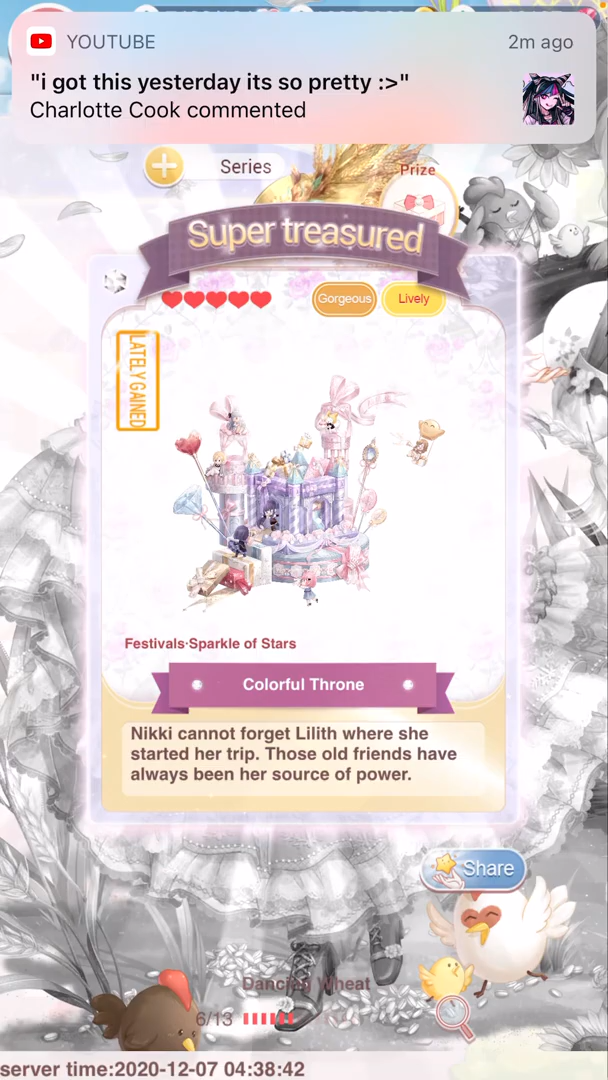 YOUTUBE
2m ago
"i got this yesterday its so pretty :>"
Charlotte Cook commented
Series
Prize
Super treasured
Gorgeous
Lively
LATELY GAINED
Festivals·Sparkle of Stars
Colorful Throne
Nikki cannot forget Lilith where she
started her trip. Those old friends have
always been her source of power.
Share
Dancing Wheat
6/13
server time:2020-12-07 04:38:42